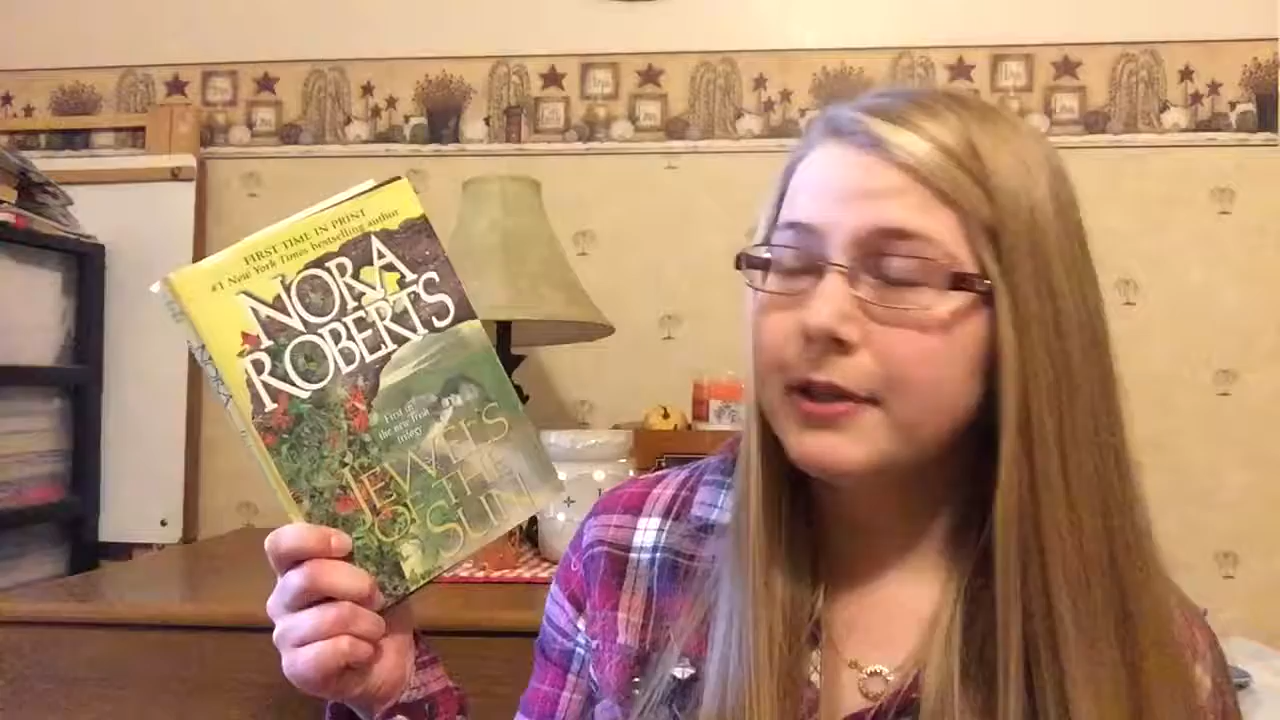 FIRST TIME IN PRINT
#1 New York Times bestselling author
NORA
ROBERTS
First in
the new Irish
trilogy
JEWELS
OF THE
SUN
NORA